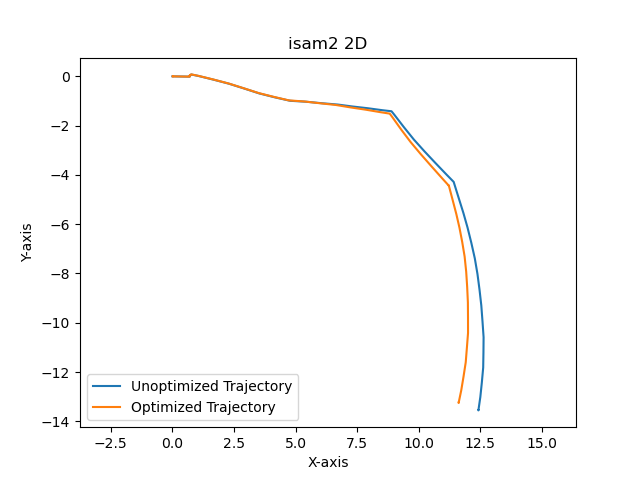 isam2 2D
Y-axis
0
−2
−4
−6
−8
−10
−12
−14
Unoptimized Trajectory
Optimized Trajectory
−2.5 0.0 2.5 5.0 7.5 10.0 12.5 15.0
X-axis